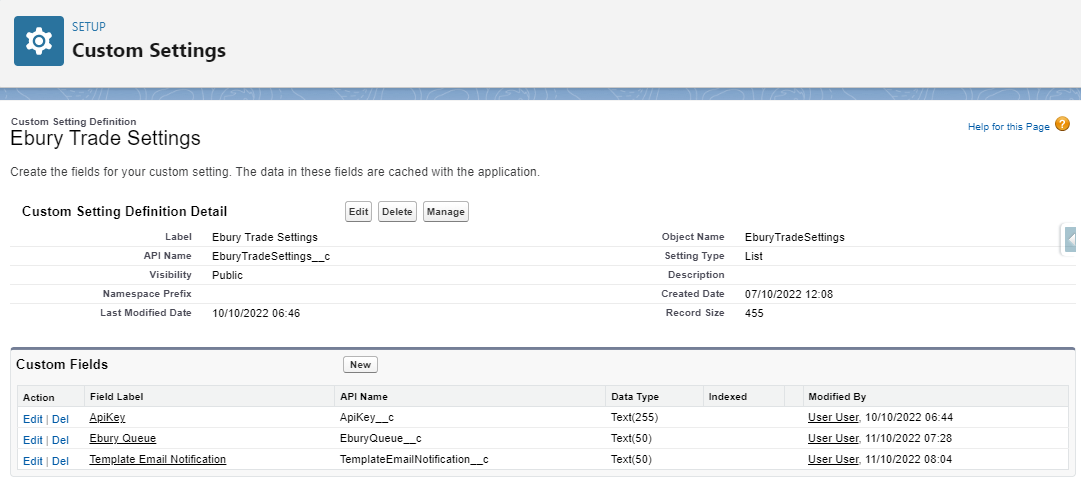 SETUP
Custom Settings
Custom Setting Definition
Ebury Trade Settings
Help for this Page ?
Create the fields for your custom setting. The data in these fields are cached with the application.
Custom Setting Definition Detail Edit Delete Manage
Label Ebury Trade Settings Object Name EburyTradeSettings
API Name EburyTradeSettings__c Setting Type List
Visibility Public Description
Namespace Prefix Created Date 07/10/2022 12:08
Last Modified Date 10/10/2022 06:46 Record Size 455
Custom Fields New
Action Field Label API Name Data Type Indexed Modified By
Edit | Del ApiKey ApiKey__c Text(255) User User, 10/10/2022 06:44
Edit | Del Ebury Queue EburyQueue__c Text(50) User User, 11/10/2022 07:28
Edit | Del Template Email Notification TemplateEmailNotification__c Text(50) User User, 11/10/2022 08:04